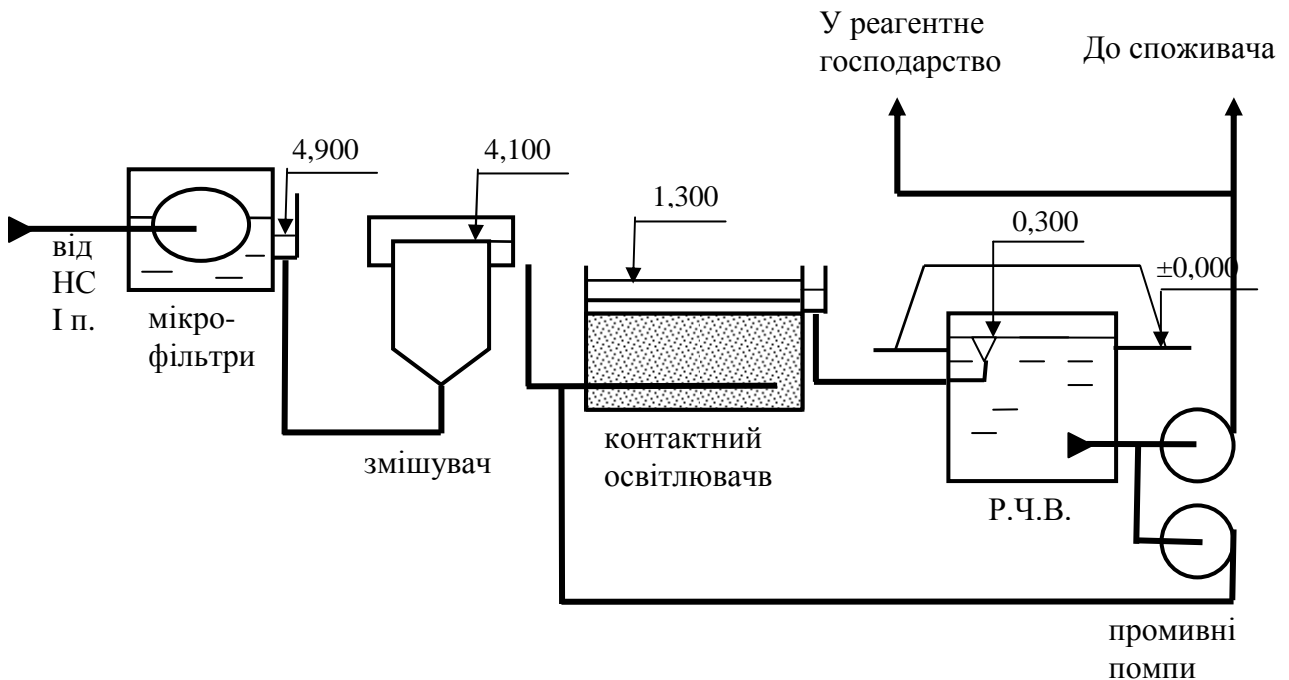 У реагентне
господарство
До споживача
4,900
4,100
1,300
0,300
±0,000
від
НС
І п.
мікро-
фільтри
змішувач
контактний
освітлювачв
Р.Ч.В.
промивні
помпи